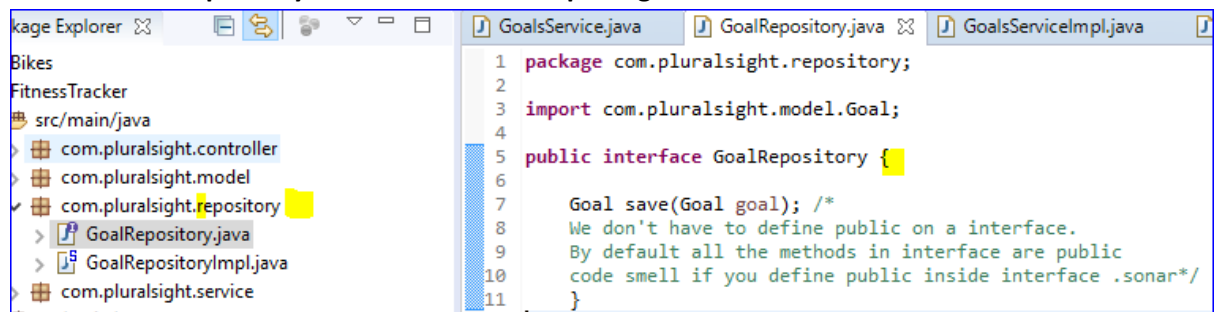 kage Explorer
Bikes
FitnessTracker
src/main/java
com.pluralsight.controller
com.pluralsight.model
com.pluralsight.repository
GoalRepository.java
GoalRepositoryImpl.java
com.pluralsight.service
GoalsService.java GoalRepository.java GoalsServiceImpl.java
1 package com.pluralsight.repository;
2
3 import com.pluralsight.model.Goal;
4
5 public interface GoalRepository {
6
7 Goal save(Goal goal); /*
8 We don't have to define public on a interface.
9 By default all the methods in interface are public
10 code smell if you define public inside interface .sonar*/
11 }